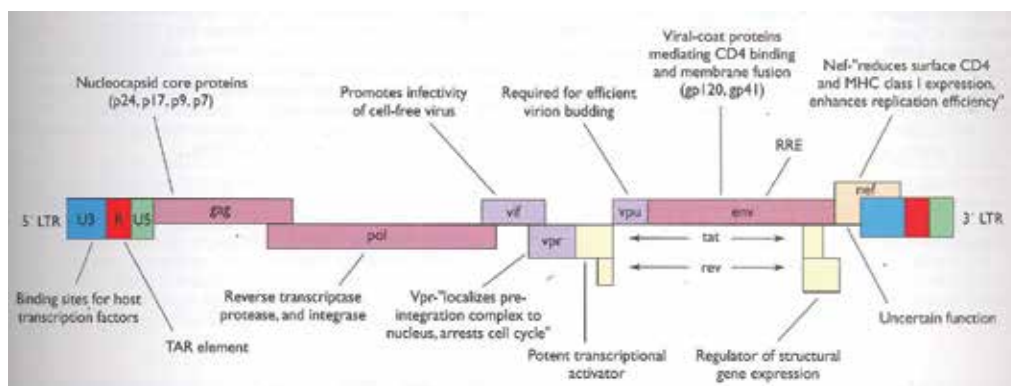 Nucleocapsid core proteins
(p24, p17, p9, p7)
Promotes infectivity
of cell-free virus
Required for efficient
virion budding
Viral-coat proteins
mediating CD4 binding
and membrane fusion
(gp120, gp41)
RRE
Nef-"reduces surface CD4
and MHC class I expression,
enhances replication efficiency"
5' LTR
U3
R
U5
gag
pol
vif
vpr
vpu
env
tat
rev
nef
3' LTR
Binding sites for host
transcription factors
TAR element
Reverse transcriptase
protease, and integrase
Vpr-"localizes pre-
integration complex to
nucleus, arrests cell cycle"
Potent transcriptional
activator
Regulator of structural
gene expression
Uncertain function